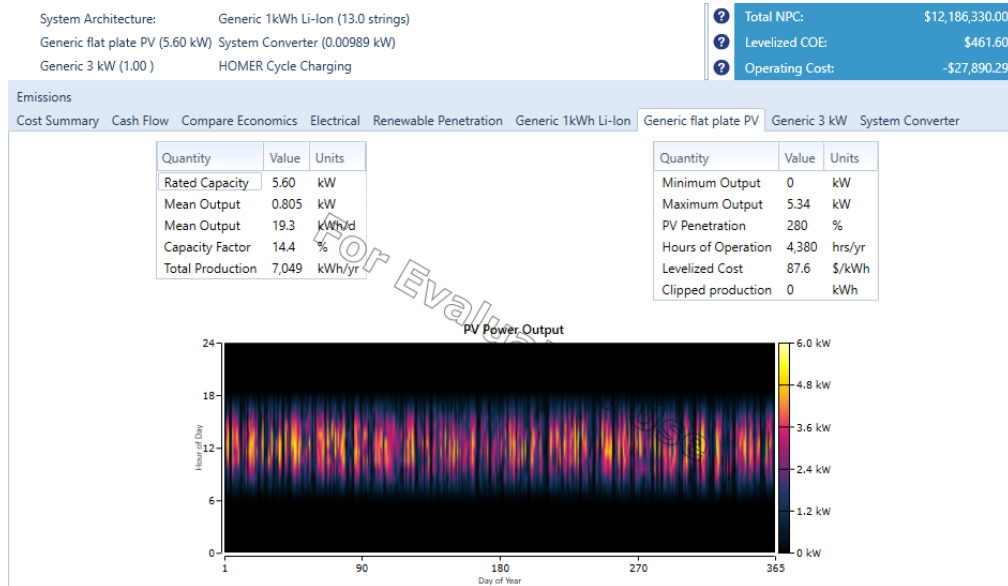 System Architecture: Generic 1kWh Li-Ion (13.0 strings)
Generic flat plate PV (5.60 kW) System Converter (0.00989 kW)
Generic 3 kW (1.00 ) HOMER Cycle Charging
? Total NPC: $12,186,330.00
? Levelized COE: $461.60
? Operating Cost: -$27,890.29
Emissions
Cost Summary Cash Flow Compare Economics Electrical Renewable Penetration Generic 1kWh Li-Ion Generic flat plate PV Generic 3 kW System Converter
Quantity Value Units
Rated Capacity 5.60 kW
Mean Output 0.805 kW
Mean Output 19.3 kWh/d
Capacity Factor 14.4 %
Total Production 7,049 kWh/yr
Quantity Value Units
Minimum Output 0 kW
Maximum Output 5.34 kW
PV Penetration 280 %
Hours of Operation 4,380 hrs/yr
Levelized Cost 87.6 $/kWh
Clipped production 0 kWh
For Evalua
PV Power Output
24
18
12
6
0
Hour of Day
1 90 180 270 365
Day of Year
6.0 kW
4.8 kW
3.6 kW
2.4 kW
1.2 kW
0 kW